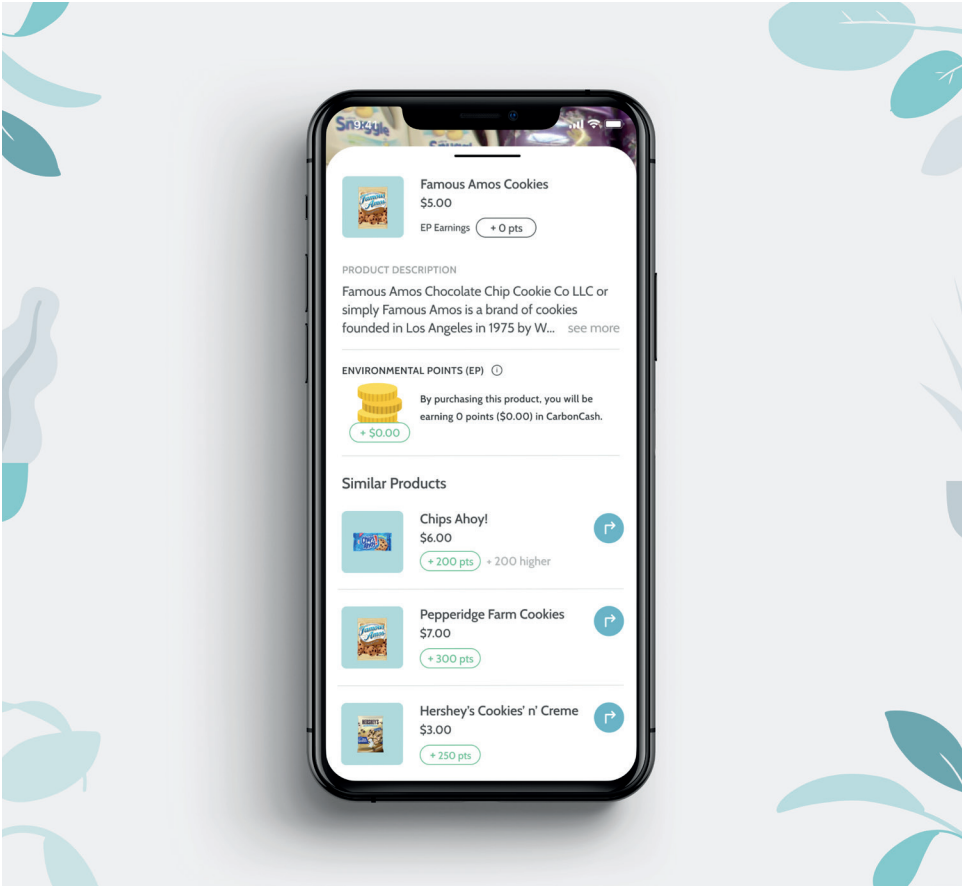 Snuggle
9:41
Famous Amos Cookies
$5.00
EP Earnings + 0 pts
PRODUCT DESCRIPTION
Famous Amos Chocolate Chip Cookie Co LLC or
simply Famous Amos is a brand of cookies
founded in Los Angeles in 1975 by W... see more
ENVIRONMENTAL POINTS (EP)
By purchasing this product, you will be
earning 0 points ($0.00) in CarbonCash.
+ $0.00
Similar Products
Chips Ahoy!
$6.00
+ 200 pts + 200 higher
Famous
Amos
Pepperidge Farm Cookies
$7.00
+ 300 pts
HERSHEY'S
Hershey's Cookies' n' Creme
$3.00
+ 250 pts